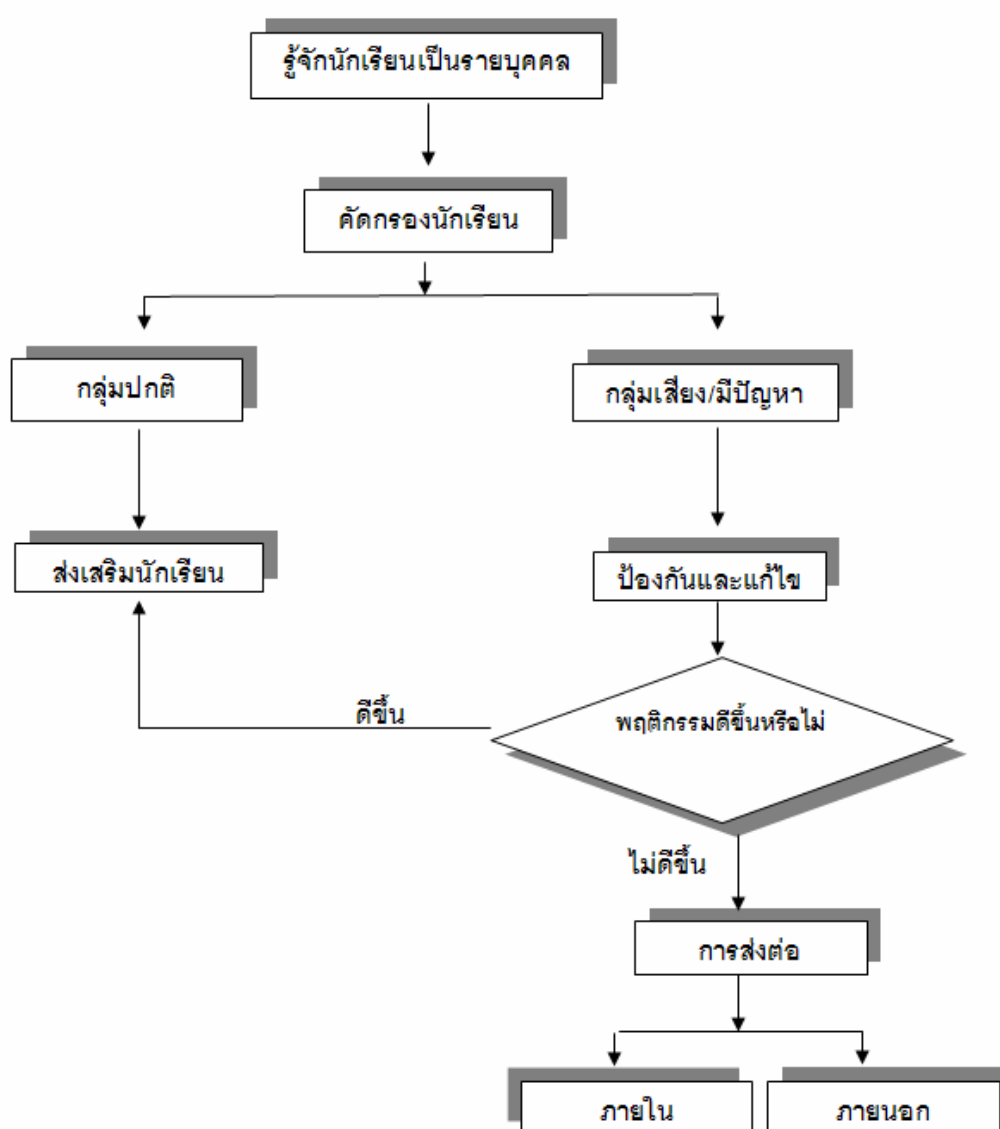 รู้จักนักเรียนเป็นรายบุคคล
คัดกรองนักเรียน
กลุ่มปกติ
กลุ่มเสี่ยง/มีปัญหา
ส่งเสริมนักเรียน
ป้องกันและแก้ไข
พฤติกรรมดีขึ้นหรือไม่
ดีขึ้น
ไม่ดีขึ้น
การส่งต่อ
ภายใน
ภายนอก